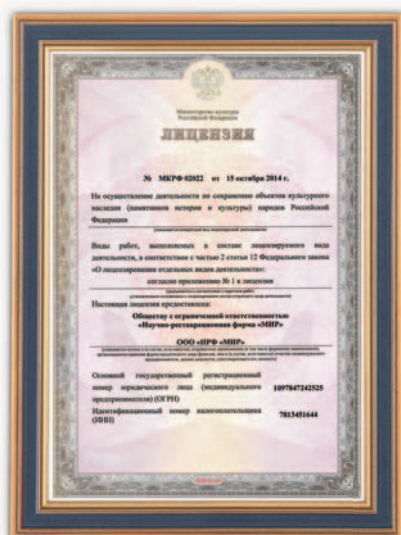 Министерство культуры
Российской Федерации
ЛИЦЕНЗИЯ
№ МКРФ 02022 от 15 октября 2014 г.
На осуществление деятельности по сохранению объектов культурного
наследия (памятников истории и культуры) народов Российской
Федерации
Виды работ, выполняемых в составе лицензируемого вида
деятельности, в соответствии с частью 2 статьи 12 Федерального закона
«О лицензировании отдельных видов деятельности»:
согласно приложению № 1 к лицензии
Настоящая лицензия предоставлена:
Обществу с ограниченной ответственностью
«Научно-реставрационная фирма «МИР»
ООО «НРФ «МИР»
Основной государственный регистрационный
номер юридического лица (индивидуального 1097847242525
предпринимателя) (ОГРН)
Идентификационный номер налогоплательщика 7813451644
(ИНН)